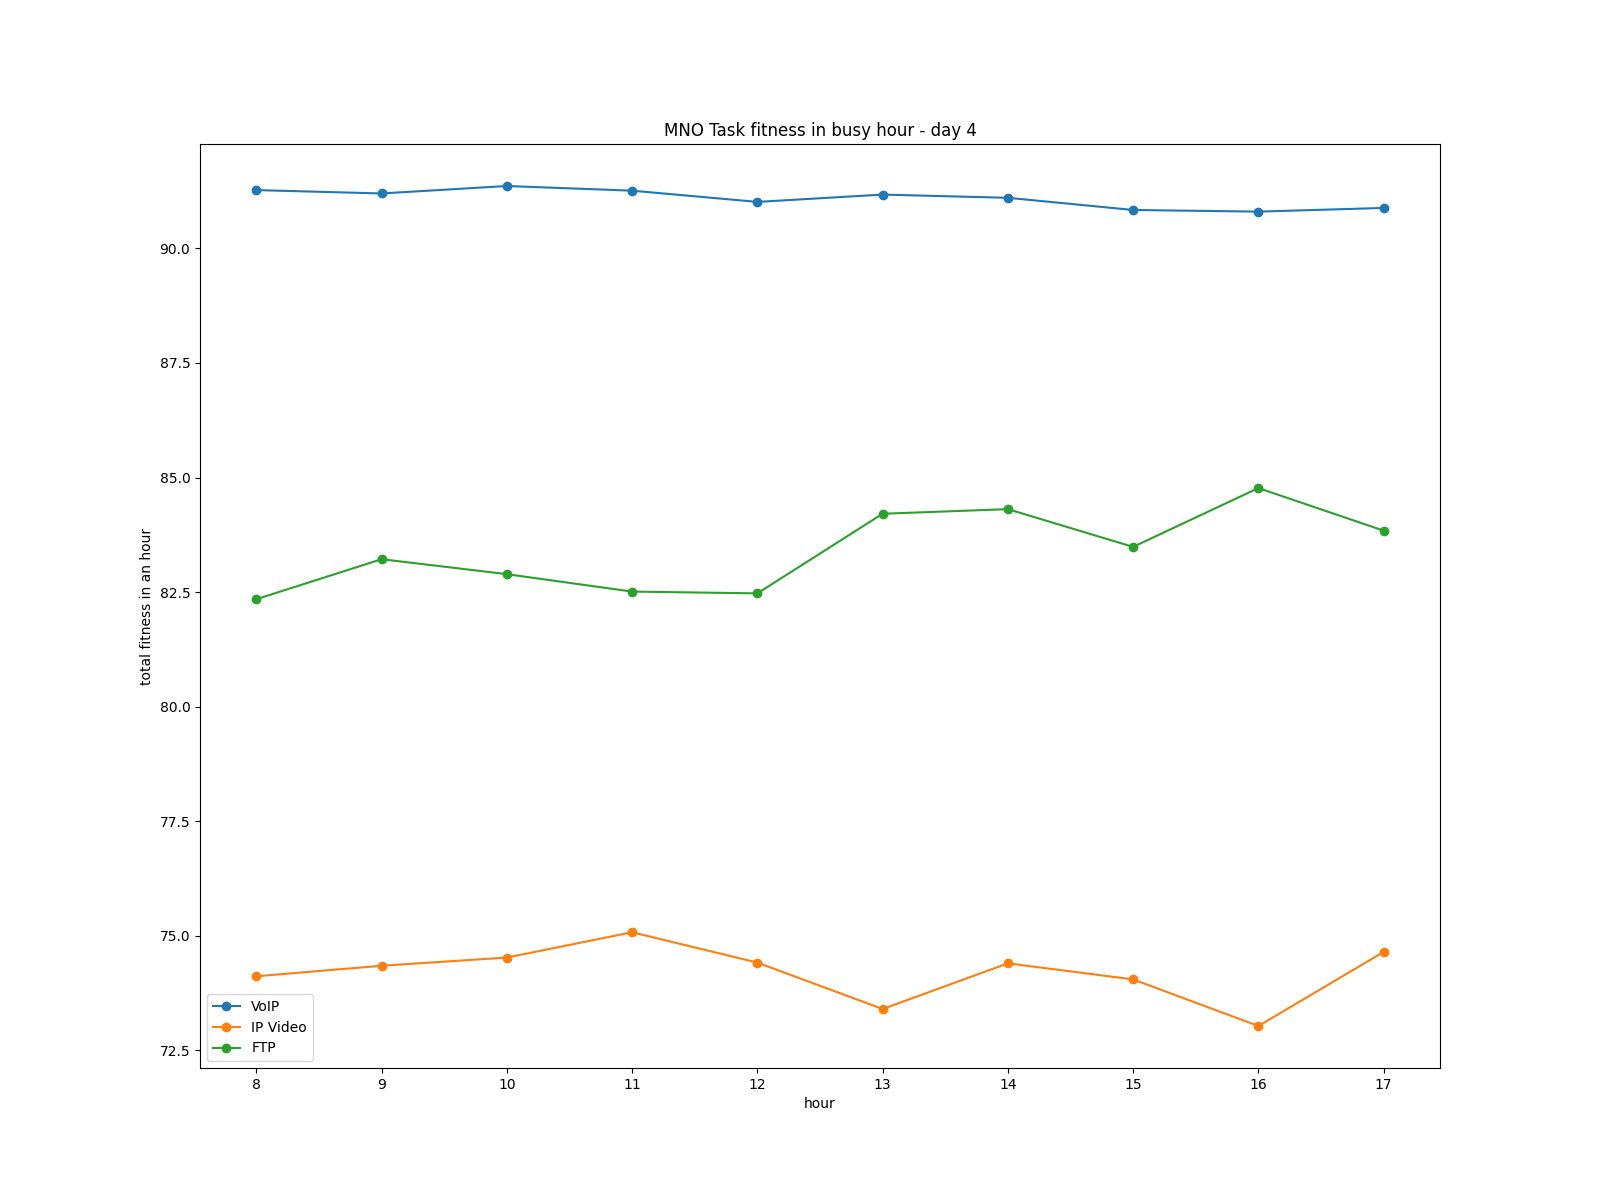 MNO Task fitness in busy hour - day 4
total fitness in an hour
90.0
87.5
85.0
82.5
80.0
77.5
75.0
72.5
VoIP
IP Video
FTP
8 9 10 11 12 13 14 15 16 17
hour